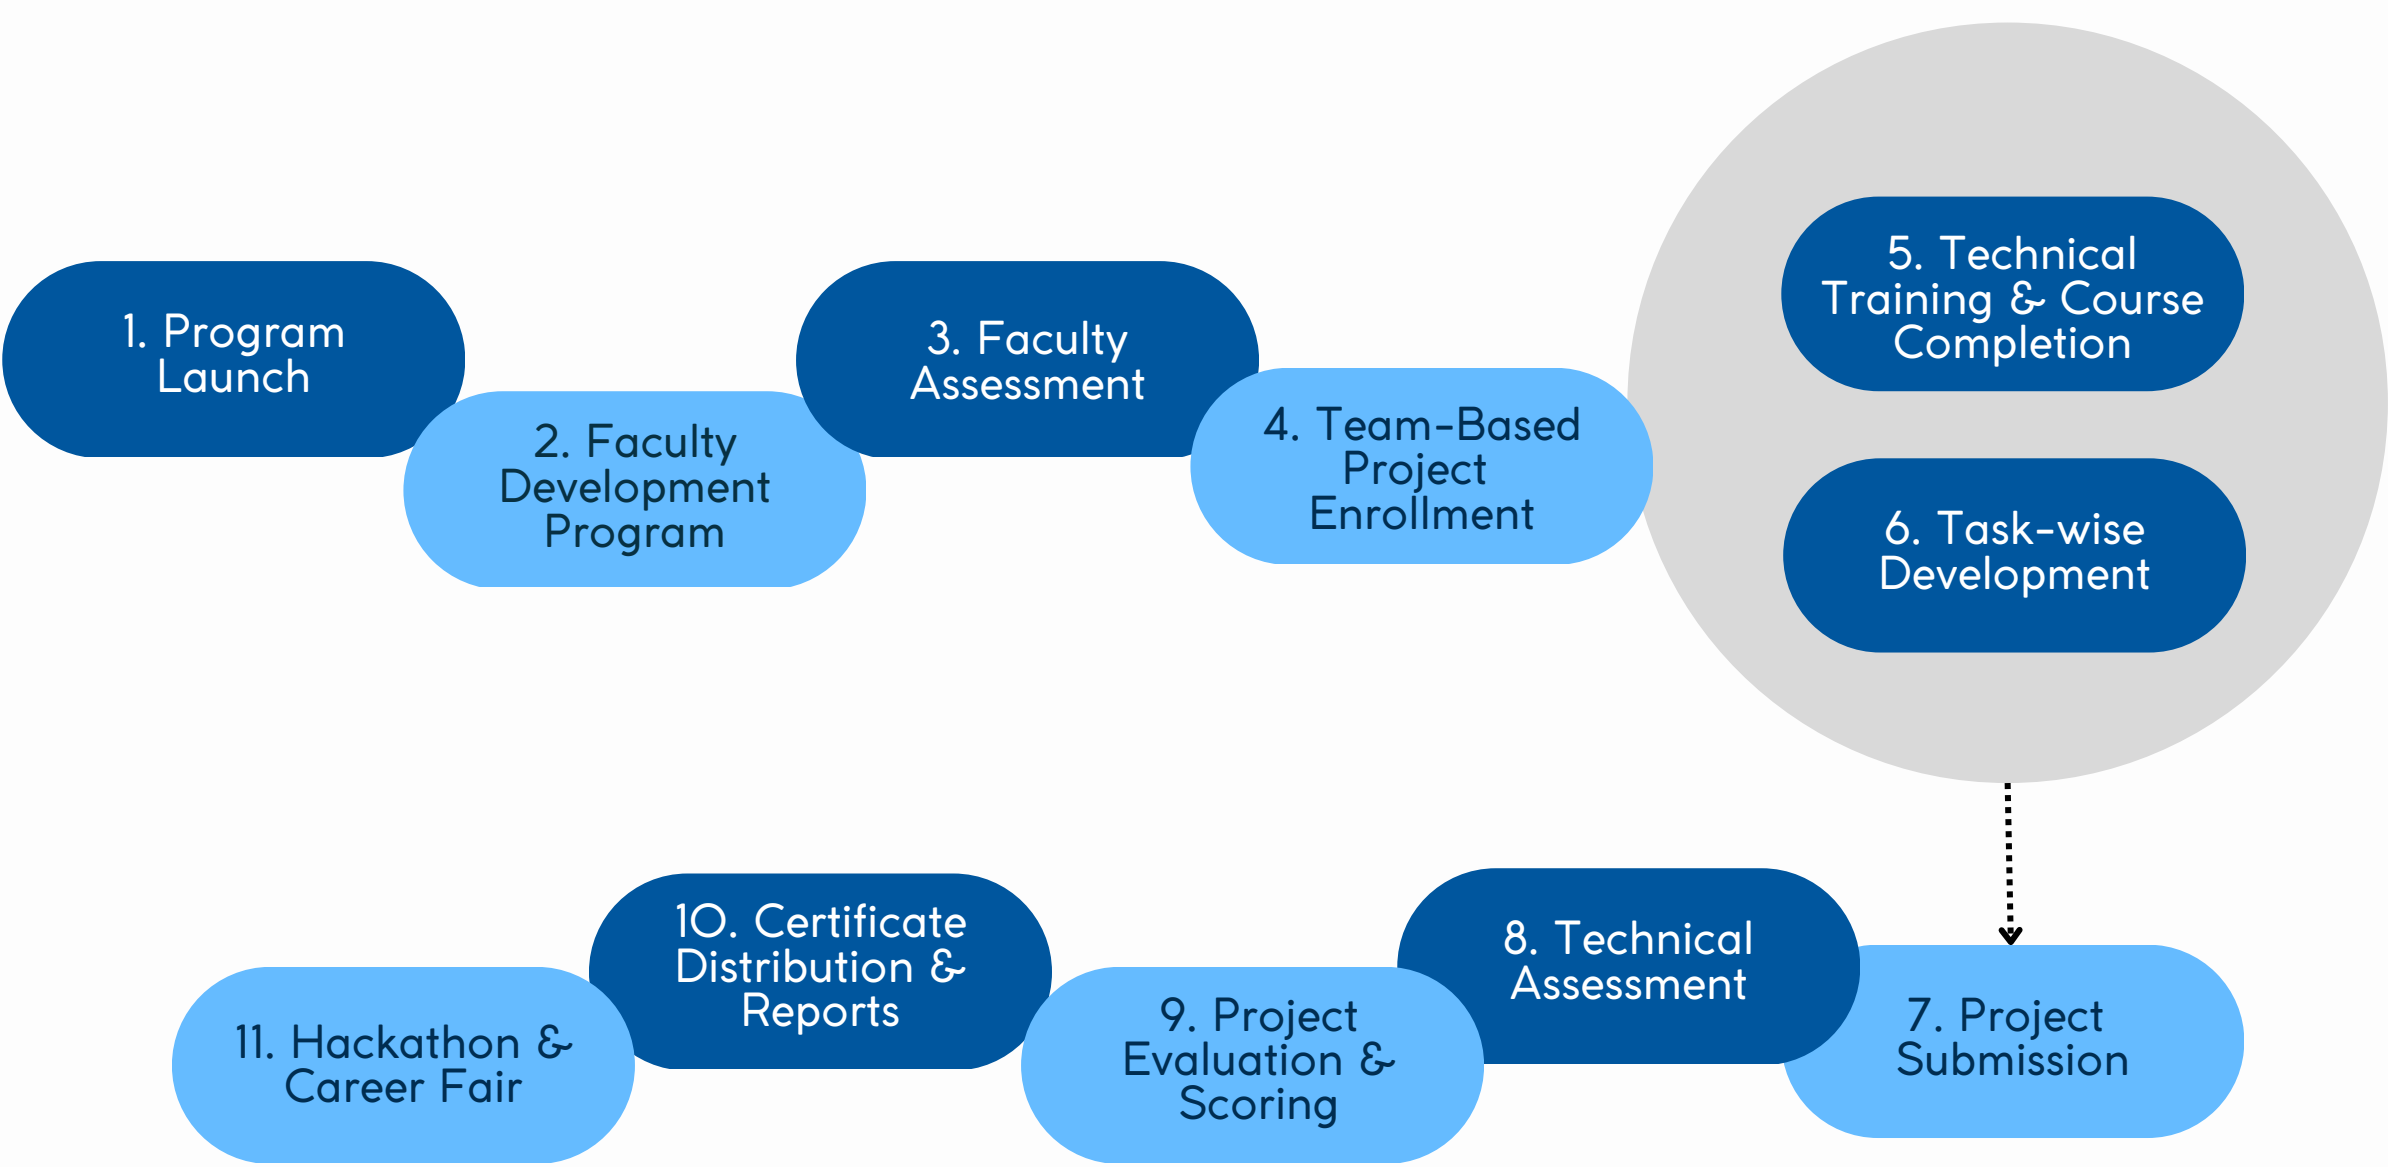 1. Program
Launch
2. Faculty
Development
Program
3. Faculty
Assessment
4. Team-Based
Project
Enrollment
5. Technical
Training & Course
Completion
6. Task-wise
Development
7. Project
Submission
8. Technical
Assessment
9. Project
Evaluation &
Scoring
10. Certificate
Distribution &
Reports
11. Hackathon &
Career Fair